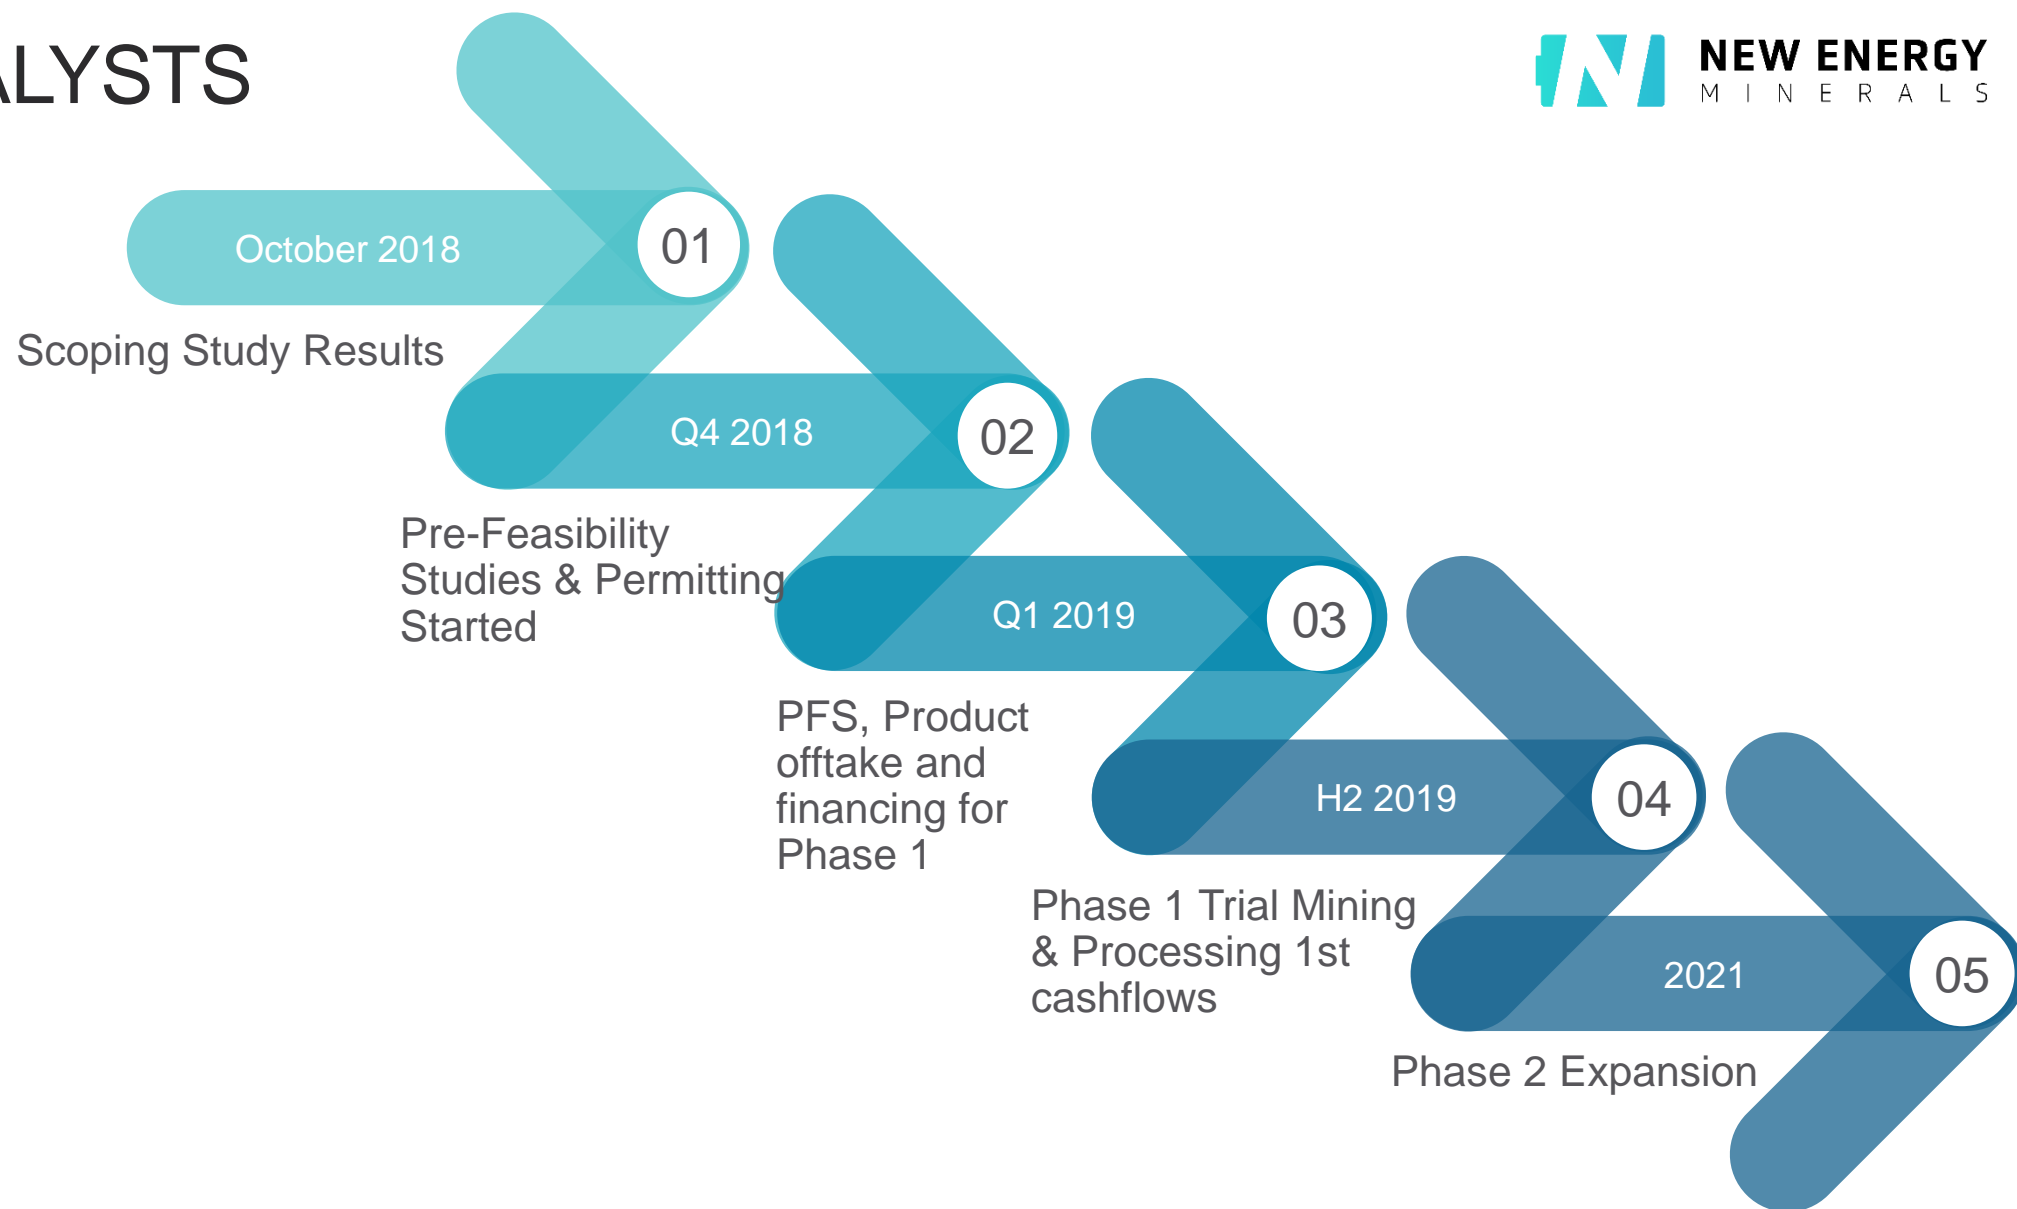 ALYSTS
NEW ENERGY
MINERALS
October 2018
01
Scoping Study Results
Q4 2018
02
Pre-Feasibility
Studies & Permitting
Started
Q1 2019
03
PFS, Product
offtake and
financing for
Phase 1
H2 2019
04
Phase 1 Trial Mining
& Processing 1st
cashflows
2021
05
Phase 2 Expansion